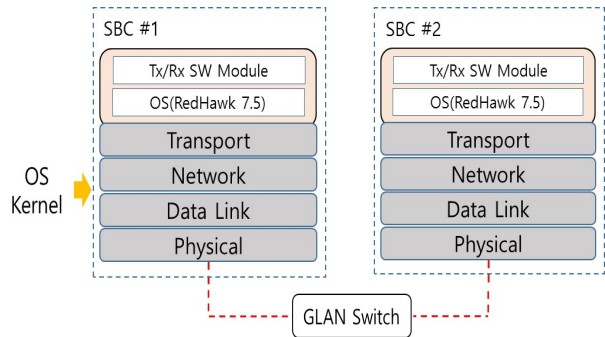 SBC #1
Tx/Rx SW Module
OS(RedHawk 7.5)
Transport
Network
Data Link
Physical
OS
Kernel
SBC #2
Tx/Rx SW Module
OS(RedHawk 7.5)
Transport
Network
Data Link
Physical
GLAN Switch